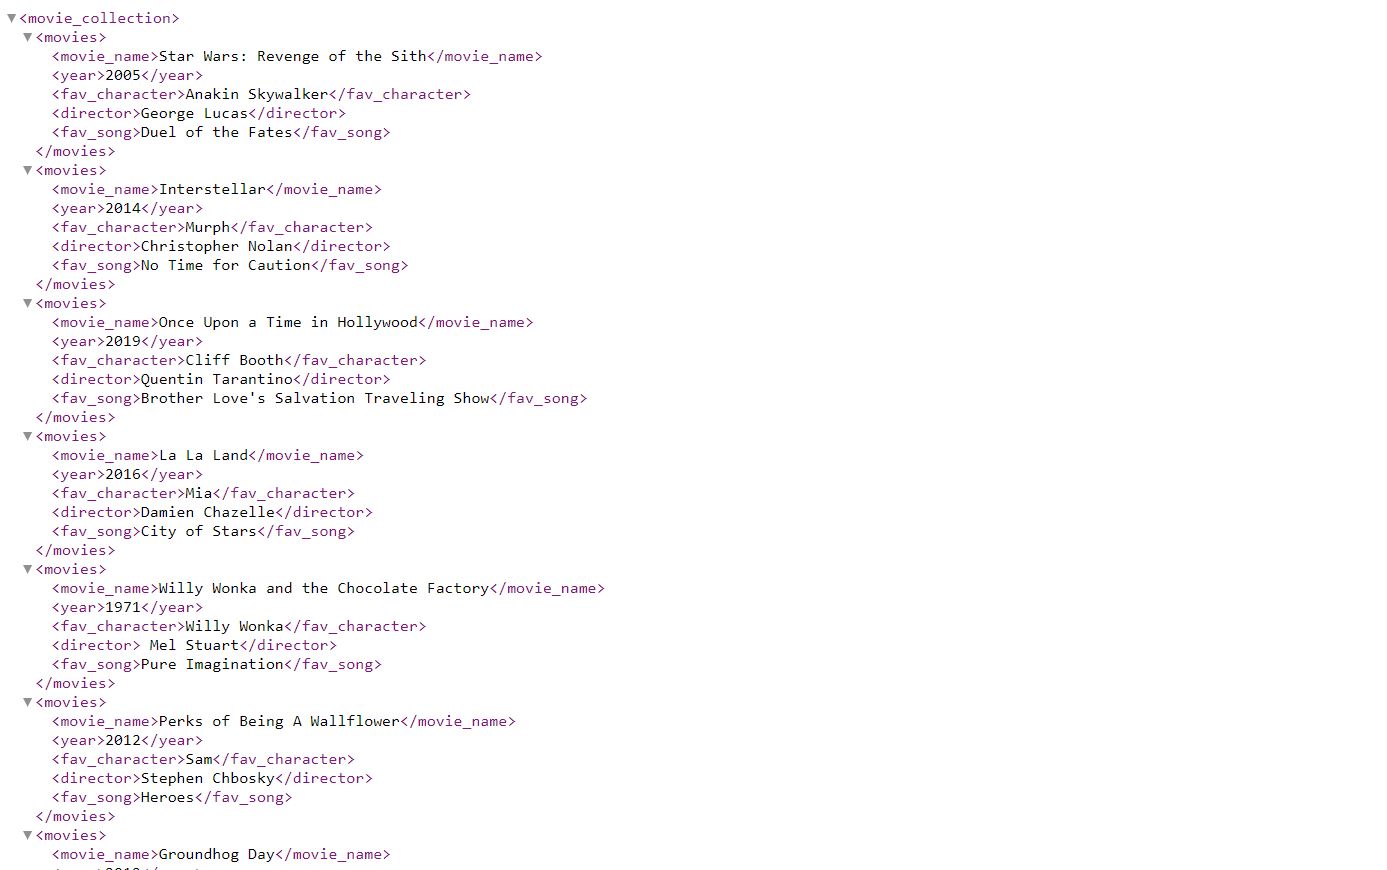 ▼<movie_collection>
▼<movies>
<movie_name>Star Wars: Revenge of the Sith</movie_name>
<year>2005</year>
<fav_character>Anakin Skywalker</fav_character>
<director>George Lucas</director>
<fav_song>Duel of the Fates</fav_song>
</movies>
▼<movies>
<movie_name>Interstellar</movie_name>
<year>2014</year>
<fav_character>Murph</fav_character>
<director>Christopher Nolan</director>
<fav_song>No Time for Caution</fav_song>
</movies>
▼<movies>
<movie_name>Once Upon a Time in Hollywood</movie_name>
<year>2019</year>
<fav_character>Cliff Booth</fav_character>
<director>Quentin Tarantino</director>
<fav_song>Brother Love's Salvation Traveling Show</fav_song>
</movies>
▼<movies>
<movie_name>La La Land</movie_name>
<year>2016</year>
<fav_character>Mia</fav_character>
<director>Damien Chazelle</director>
<fav_song>City of Stars</fav_song>
</movies>
▼<movies>
<movie_name>Willy Wonka and the Chocolate Factory</movie_name>
<year>1971</year>
<fav_character>Willy Wonka</fav_character>
<director> Mel Stuart</director>
<fav_song>Pure Imagination</fav_song>
</movies>
▼<movies>
<movie_name>Perks of Being A Wallflower</movie_name>
<year>2012</year>
<fav_character>Sam</fav_character>
<director>Stephen Chbosky</director>
<fav_song>Heroes</fav_song>
</movies>
▼<movies>
<movie_name>Groundhog Day</movie_name>